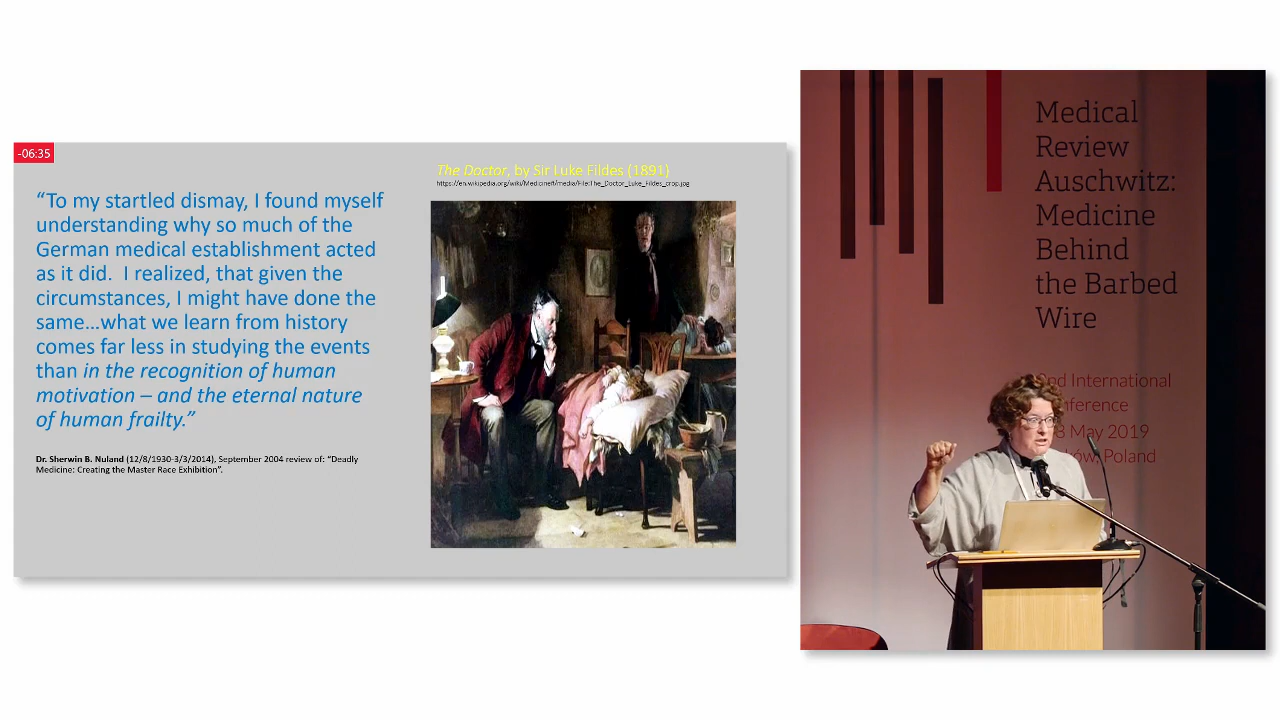 -06:35
The Doctor, by Sir Luke Fildes (1891)
https://en.wikipedia.org/wiki/Medicine#/media/File:The_Doctor_Luke_Fildes_crop.jpg
“To my startled dismay, I found myself
understanding why so much of the
German medical establishment acted
as it did. I realized, that given the
circumstances, I might have done the
same...what we learn from history
comes far less in studying the events
than in the recognition of human
motivation – and the eternal nature
of human frailty.”
Dr. Sherwin B. Nuland (12/8/1930-3/3/2014), September 2004 review of: “Deadly
Medicine: Creating the Master Race Exhibition”.
Medical
Review
Auschwitz:
Medicine
Behind
the Barbed
Wire
International
May 2019
Poland